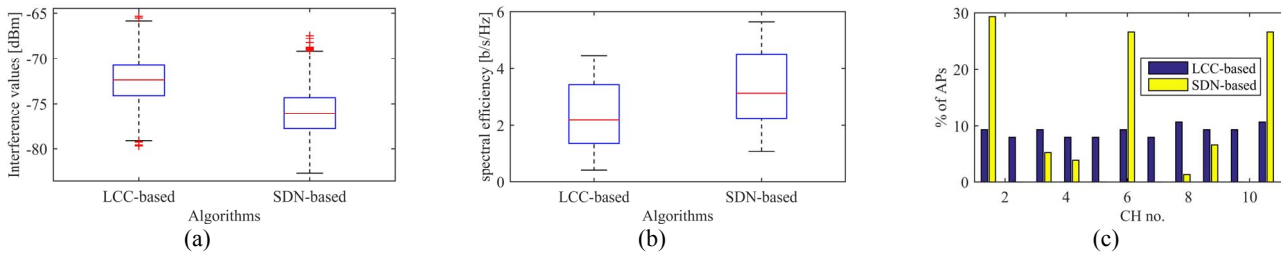 Interference values [dBm]
-65
-70
-75
-80
LCC-based
SDN-based
Algorithms
(a)
spectral efficiency [b/s/Hz]
6
4
2
0
LCC-based
SDN-based
Algorithms
(b)
% of APs
30
20
10
0
LCC-based
SDN-based
2
4
6
8
10
CH no.
(c)